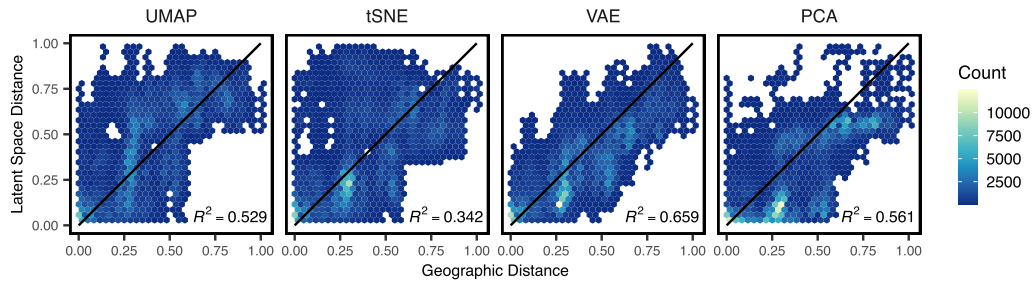 UMAP
tSNE
VAE
PCA
Latent Space Distance
1.00
0.75
0.50
0.25
0.00
R² = 0.529
R² = 0.342
R² = 0.659
R² = 0.561
0.00 0.25 0.50 0.75 1.00
0.00 0.25 0.50 0.75 1.00
0.00 0.25 0.50 0.75 1.00
0.00 0.25 0.50 0.75 1.00
Geographic Distance
Count
10000
7500
5000
2500